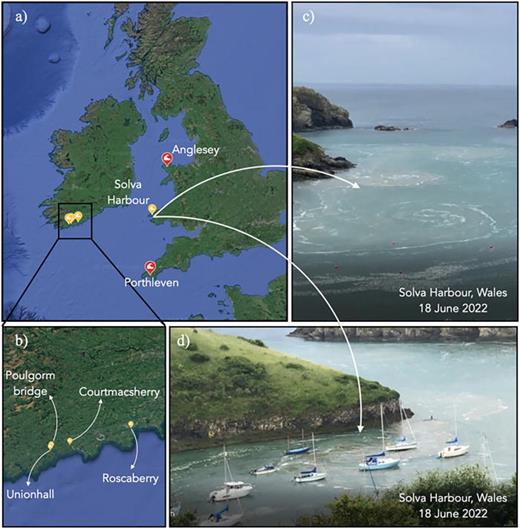 a)
Anglesey
Solva
Harbour
Porthleven
b)
Poulgorm
bridge
Courtmacsherry
Unionhall
Roscaberry
c)
Solva Harbour, Wales
18 June 2022
d)
Solva Harbour, Wales
18 June 2022